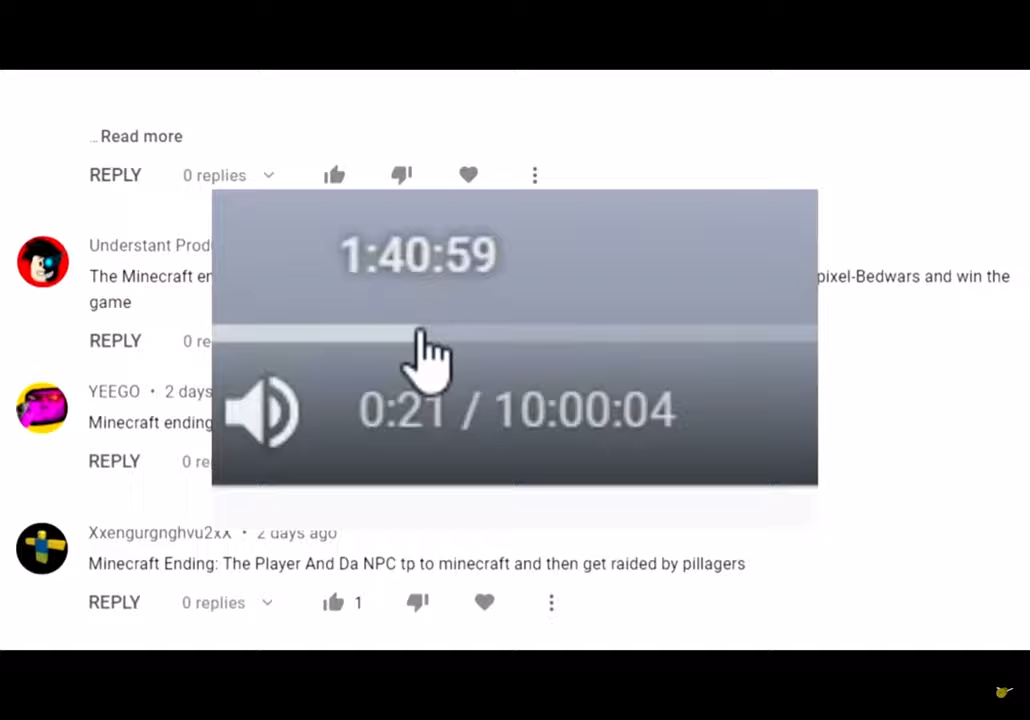 ...Read more
REPLY 0 replies
1:40:59
Understant Prod
The Minecraft en pixel-Bedwars and win the
game
REPLY 0 re
YEEGO • 2 days
0:21 / 10:00:04
Minecraft ending
REPLY 0 re
Xxengurgnghvu2xX • 2 days ago
Minecraft Ending: The Player And Da NPC tp to minecraft and then get raided by pillagers
REPLY 0 replies 1